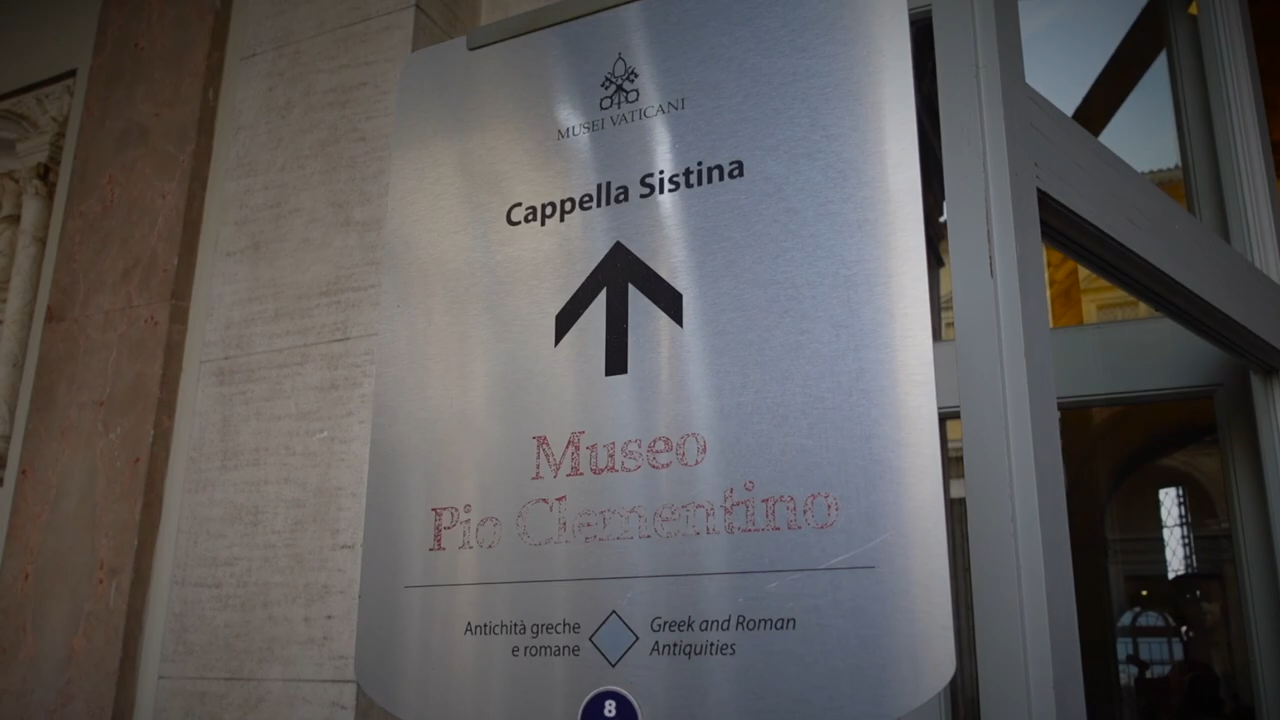 MUSEI VATICANI
Cappella Sistina
Museo
Pio Clementino
Antichità greche
e romane
Greek and Roman
Antiquities
8